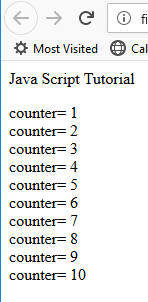 fi
Most Visited
Cal
Java Script Tutorial
counter= 1
counter= 2
counter= 3
counter= 4
counter= 5
counter= 6
counter= 7
counter= 8
counter= 9
counter= 10